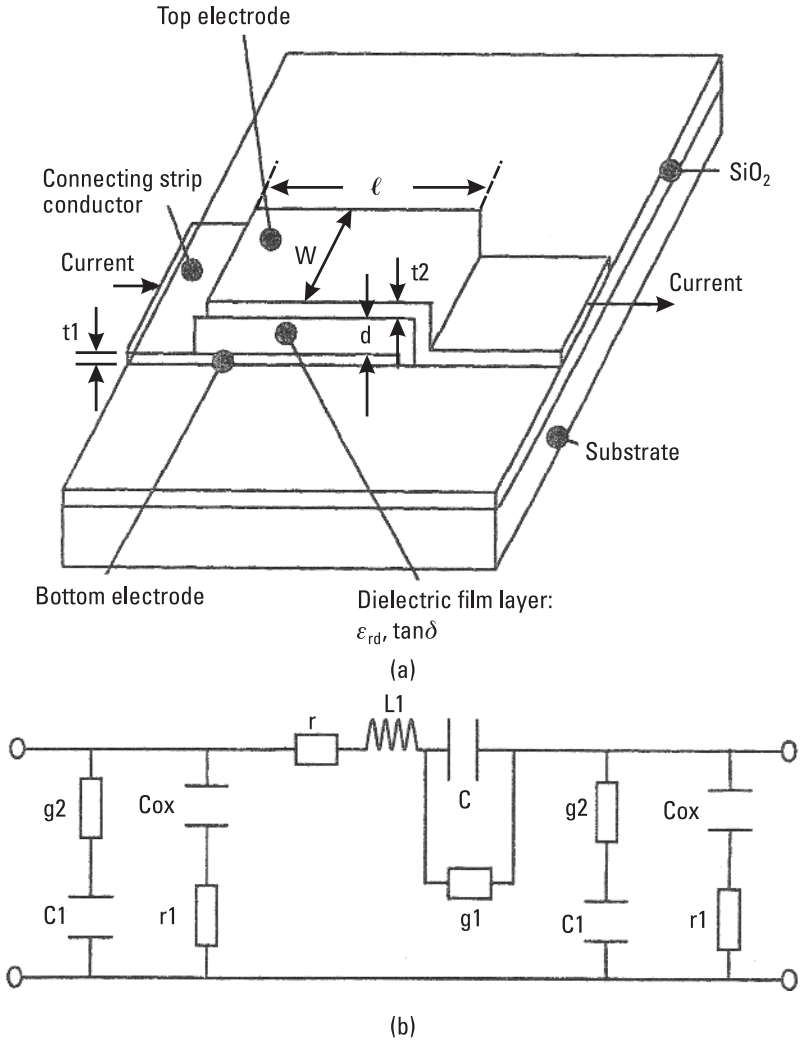 Top electrode
SiO₂
Connecting strip
conductor
ℓ
W
Current
t2
Current
t1
d
Substrate
Bottom electrode
Dielectric film layer:
εrd, tanδ
(a)
L1
r
g2
Cox
C
g2
Cox
C1
r1
g1
C1
r1
(b)